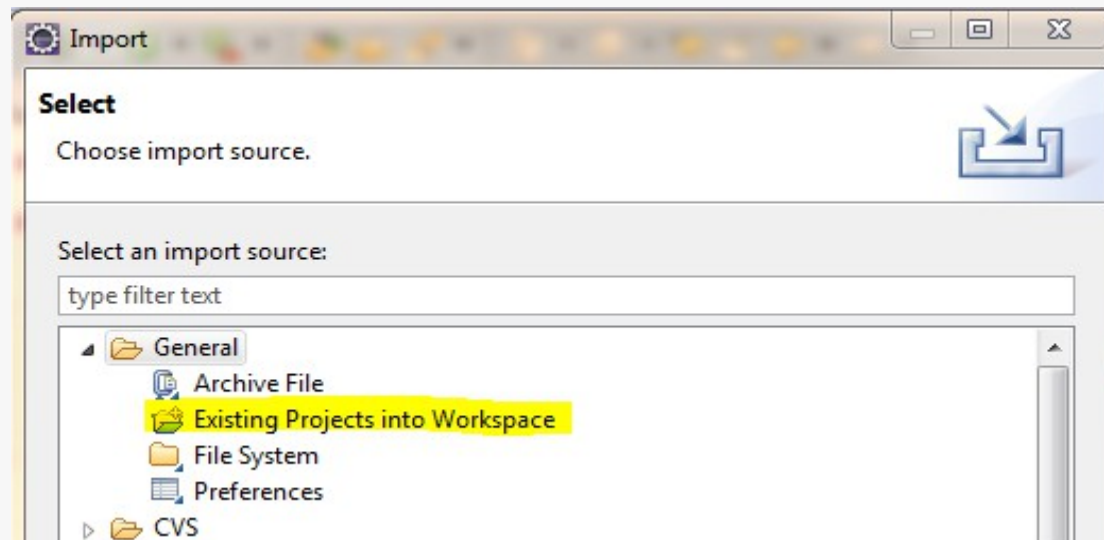 Import
Select
Choose import source.
Select an import source:
type filter text
General
Archive File
Existing Projects into Workspace
File System
Preferences
CVS